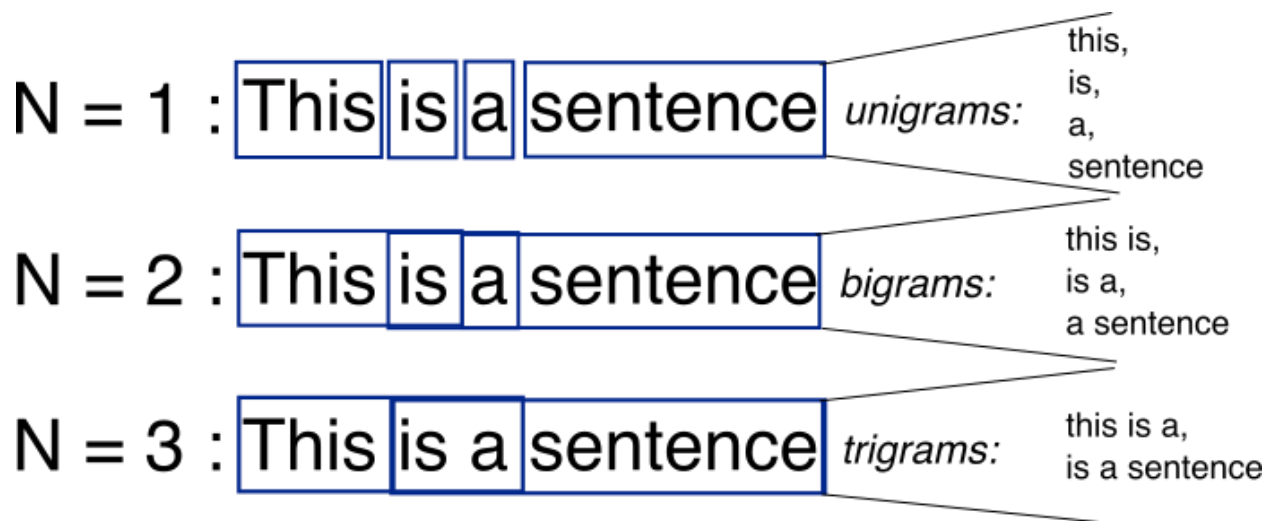 N = 1 : This is a sentence unigrams:
this,
is,
a,
sentence
N = 2 : This is a sentence bigrams:
this is,
is a,
a sentence
N = 3 : This is a sentence trigrams:
this is a,
is a sentence